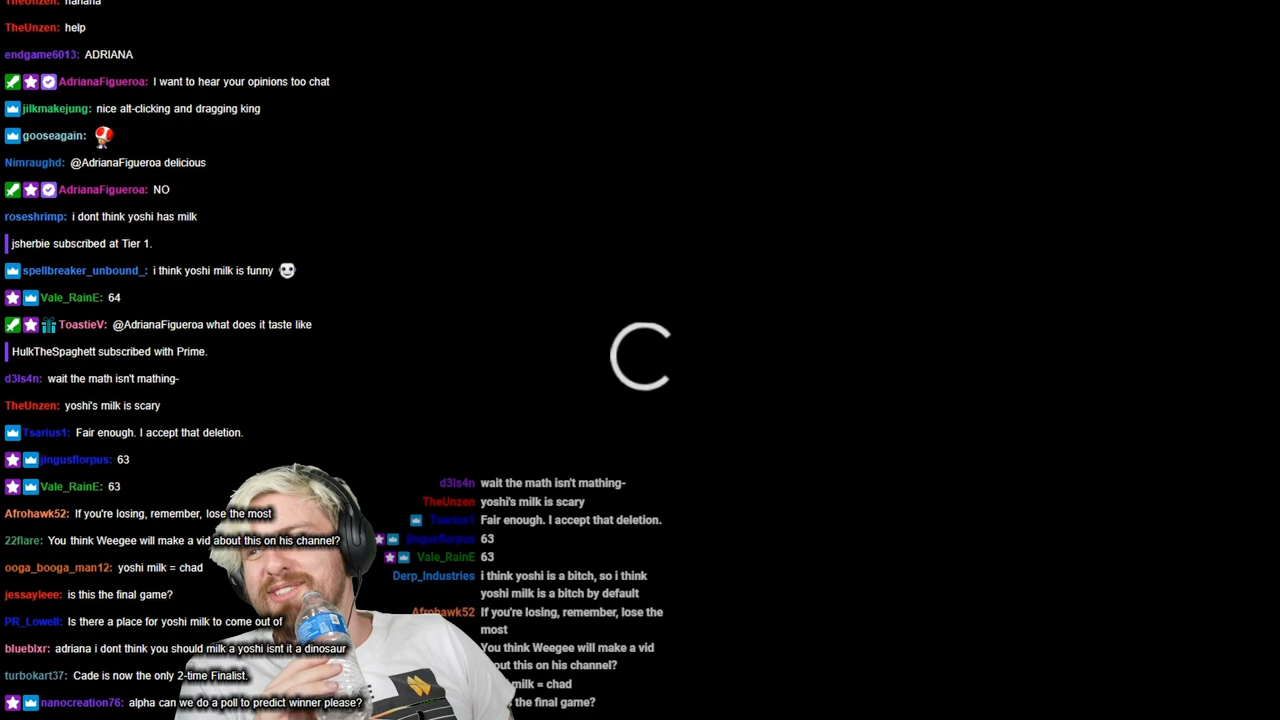 TheUnzen: nanana
TheUnzen: help
endgame6013: ADRIANA
AdrianaFigueroa: I want to hear your opinions too chat
jilkmakejung: nice alt-clicking and dragging king
gooseagain:
Nimraughd: @AdrianaFigueroa delicious
AdrianaFigueroa: NO
roseshrimp: i dont think yoshi has milk
jsherbie subscribed at Tier 1.
spellbreaker_unbound_: i think yoshi milk is funny
Vale_RainE: 64
ToastieV: @AdrianaFigueroa what does it taste like
HulkTheSpaghett subscribed with Prime.
d3ls4n: wait the math isn't mathing-
TheUnzen: yoshi's milk is scary
Tsarius1: Fair enough. I accept that deletion.
jingusflorpus: 63
Vale_RainE: 63
Afrohawk52: If you're losing, remember, lose the most
22flare: You think Weegee will make a vid about this on his channel?
ooga_booga_man12: yoshi milk = chad
jessayleee: is this the final game?
PR_Lowell: Is there a place for yoshi milk to come out of
blueblxr: adriana i dont think you should milk a yoshi isnt it a dinosaur
turbokart37: Cade is now the only 2-time Finalist.
nanocreation76: alpha can we do a poll to predict winner please?
d3ls4n wait the math isn't mathing-
TheUnzen yoshi's milk is scary
Tsarius1 Fair enough. I accept that deletion.
jingusflorpus 63
Vale_RainE 63
Derp_Industries i think yoshi is a bitch, so i think
yoshi milk is a bitch by default
Afrohawk52 If you're losing, remember, lose the
most
You think Weegee will make a vid
out this on his channel?
milk = chad
the final game?